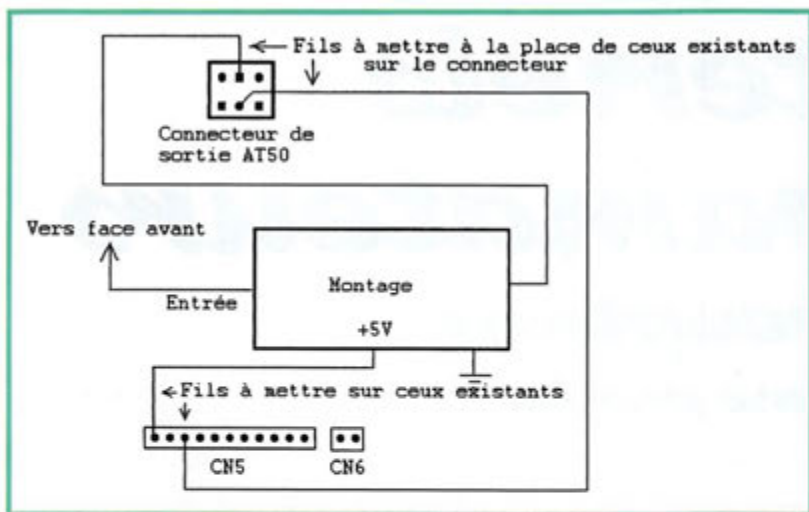 Fils à mettre à la place de ceux existants
sur le connecteur
Connecteur de
sortie AT50
Vers face avant
Montage
Entrée
+5V
Fils à mettre sur ceux existants
CN5
CN6